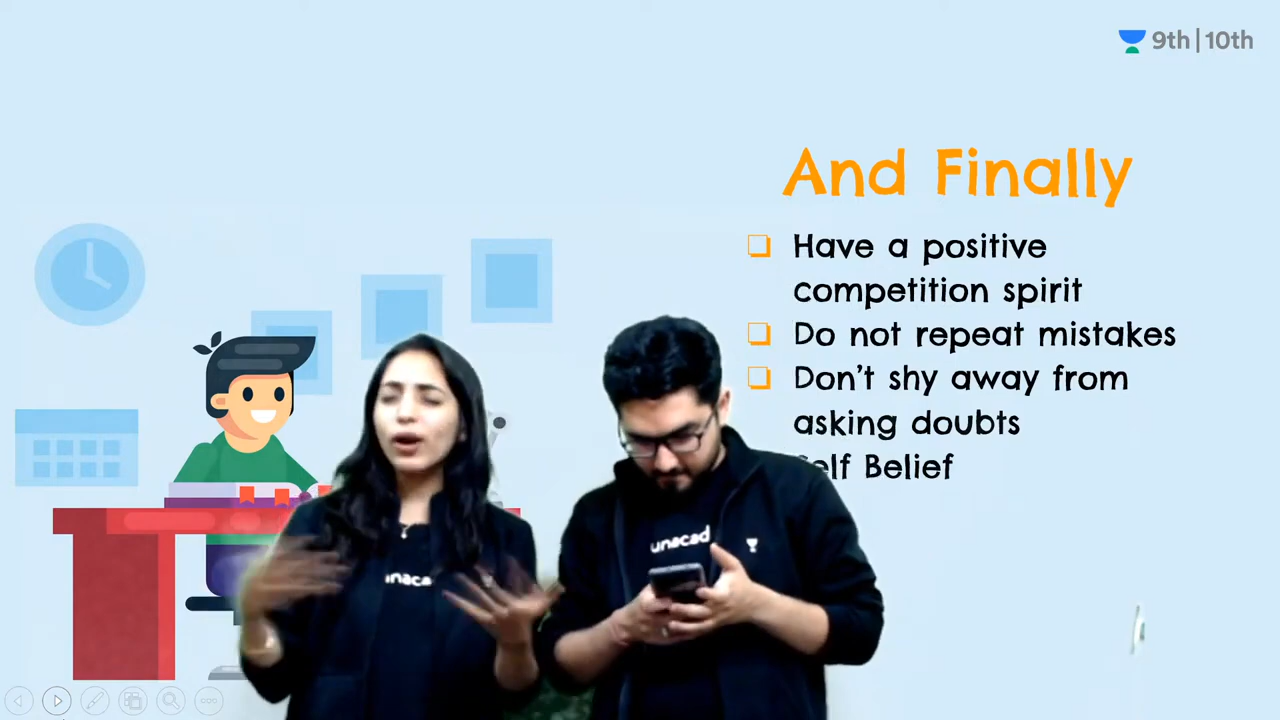 9th|10th
And Finally
Have a positive
competition spirit
Do not repeat mistakes
Don't shy away from
asking doubts
Self Belief
unacad
unaca